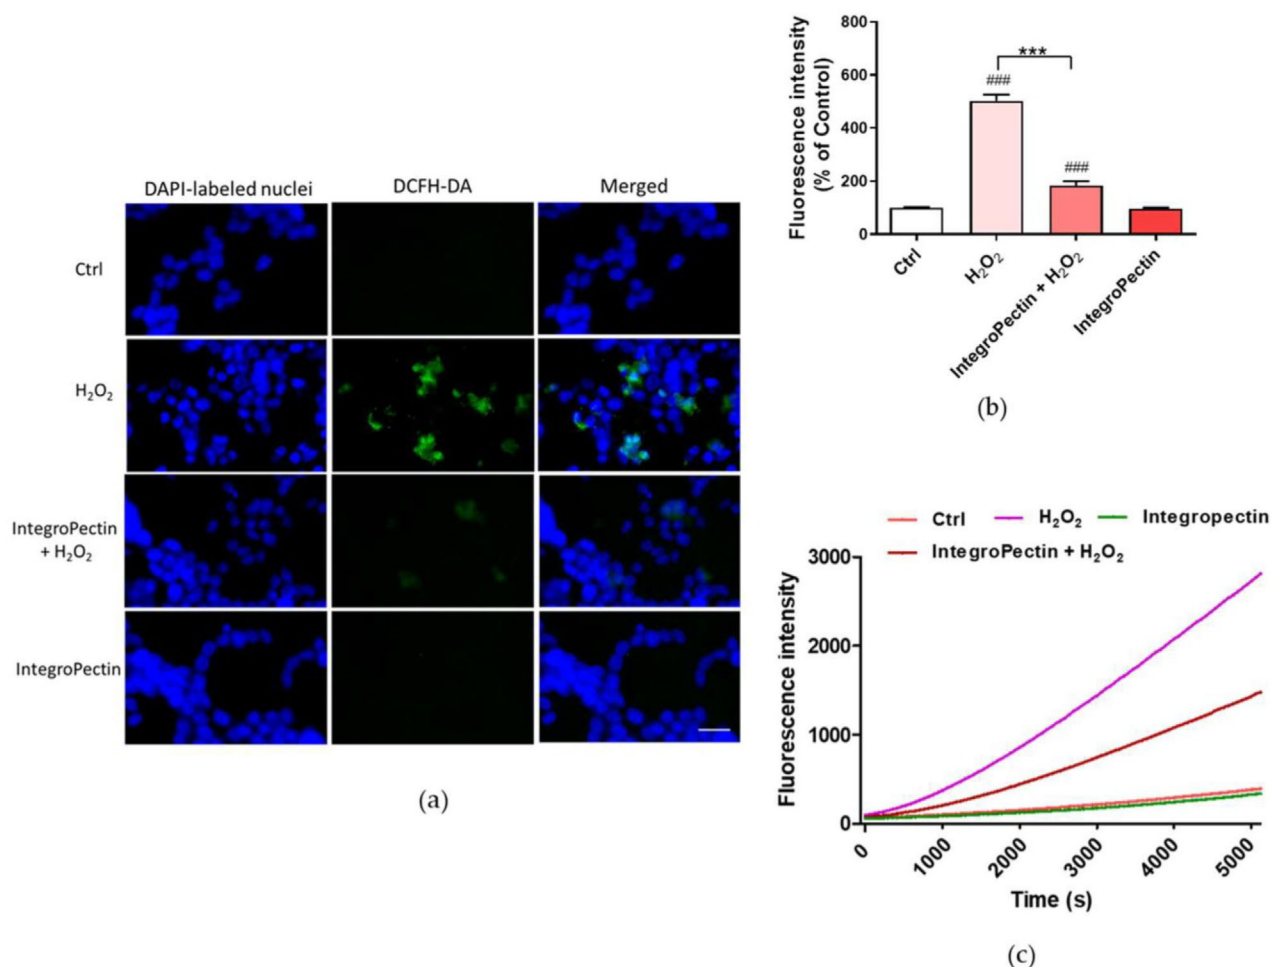 DAPI-labeled nuclei DCFH-DA Merged
Ctrl
H₂O₂
IntegroPectin
+ H₂O₂
IntegroPectin
(a)
Fluorescence intensity
(% of Control)
800
600
400
200
0
***
###
###
Ctrl
H₂O₂
IntegroPectin + H₂O₂
IntegroPectin
(b)
Ctrl H₂O₂ Integropectin
IntegroPectin + H₂O₂
Fluorescence intensity
3000
2000
1000
0
0 1000 2000 3000 4000 5000
Time (s)
(c)